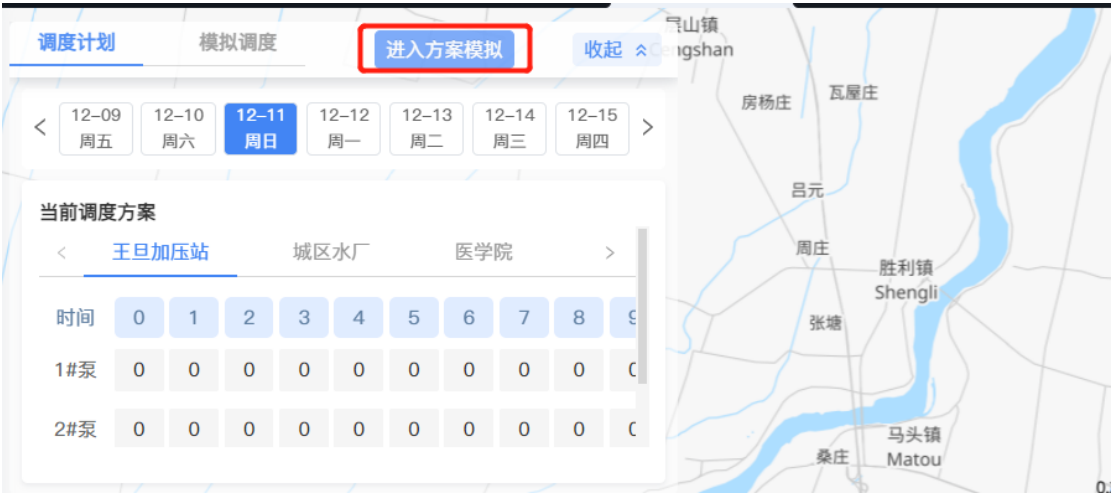 调度计划 模拟调度 进入方案模拟 收起
12-09 12-10 12-11 12-12 12-13 12-14 12-15
周五 周六 周日 周一 周二 周三 周四
当前调度方案
< 王旦加压站 城区水厂 医学院 >
时间 0 1 2 3 4 5 6 7 8 9
1#泵 0 0 0 0 0 0 0 0 0
2#泵 0 0 0 0 0 0 0 0 0
房杨庄
瓦屋庄
吕元
周庄
胜利镇
Shengli
张塘
马头镇
Matou
桑庄